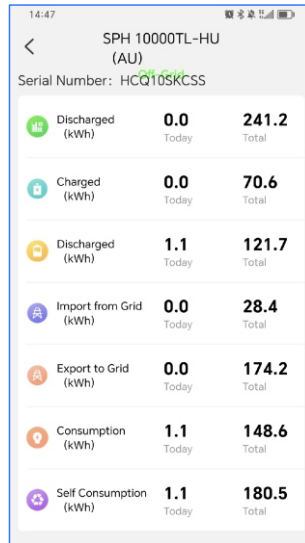 14:47
SPH 10000TL-HU
(AU)
Off-Grid
Serial Number: HCQ10SKCSS
Discharged 0.0 241.2
(kWh) Today Total
Charged 0.0 70.6
(kWh) Today Total
Discharged 1.1 121.7
(kWh) Today Total
Import from Grid 0.0 28.4
(kWh) Today Total
Export to Grid 0.0 174.2
(kWh) Today Total
Consumption 1.1 148.6
(kWh) Today Total
Self Consumption 1.1 180.5
(kWh) Today Total